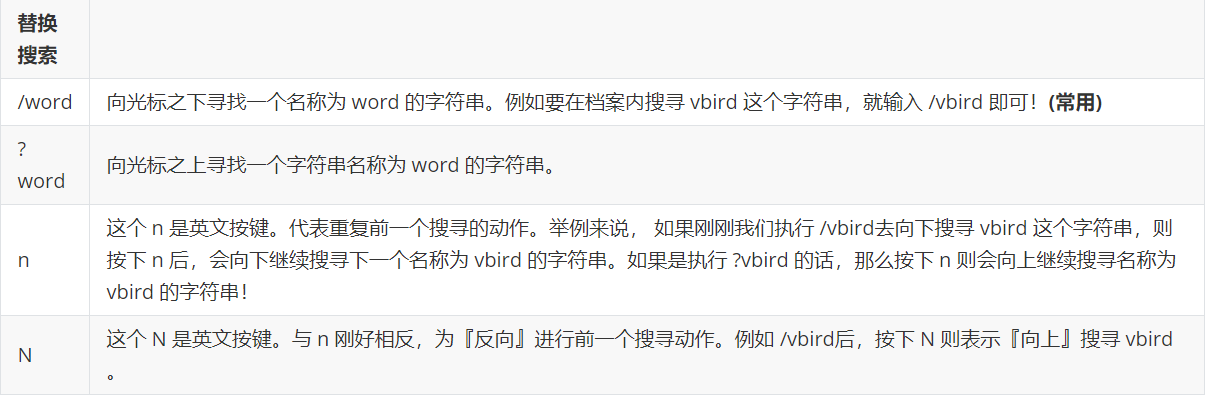 替换
搜索
/word
向光标之下寻找一个名称为 word 的字符串。例如要在档案内搜寻 vbird 这个字符串，就输入 /vbird 即可！(常用)
?
word
向光标之上寻找一个字符串名称为 word 的字符串。
n
这个 n 是英文按键。代表重复前一个搜寻的动作。举例来说， 如果刚刚我们执行 /vbird去向下搜寻 vbird 这个字符串，则
按下 n 后，会向下继续搜寻下一个名称为 vbird 的字符串。如果是执行 ?vbird 的话，那么按下 n 则会向上继续搜寻名称为
vbird 的字符串！
N
这个 N 是英文按键。与 n 刚好相反，为『反向』进行前一个搜寻动作。例如 /vbird后，按下 N 则表示『向上』搜寻 vbird
。